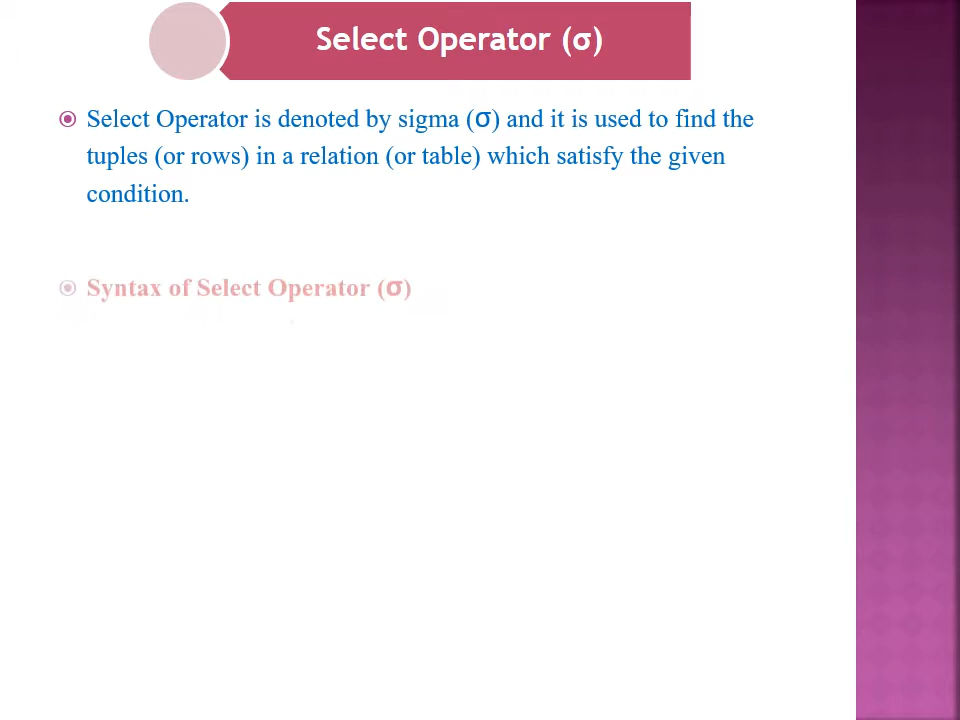 Select Operator (σ)
Select Operator is denoted by sigma (σ) and it is used to find the
tuples (or rows) in a relation (or table) which satisfy the given
condition.
Syntax of Select Operator (σ)